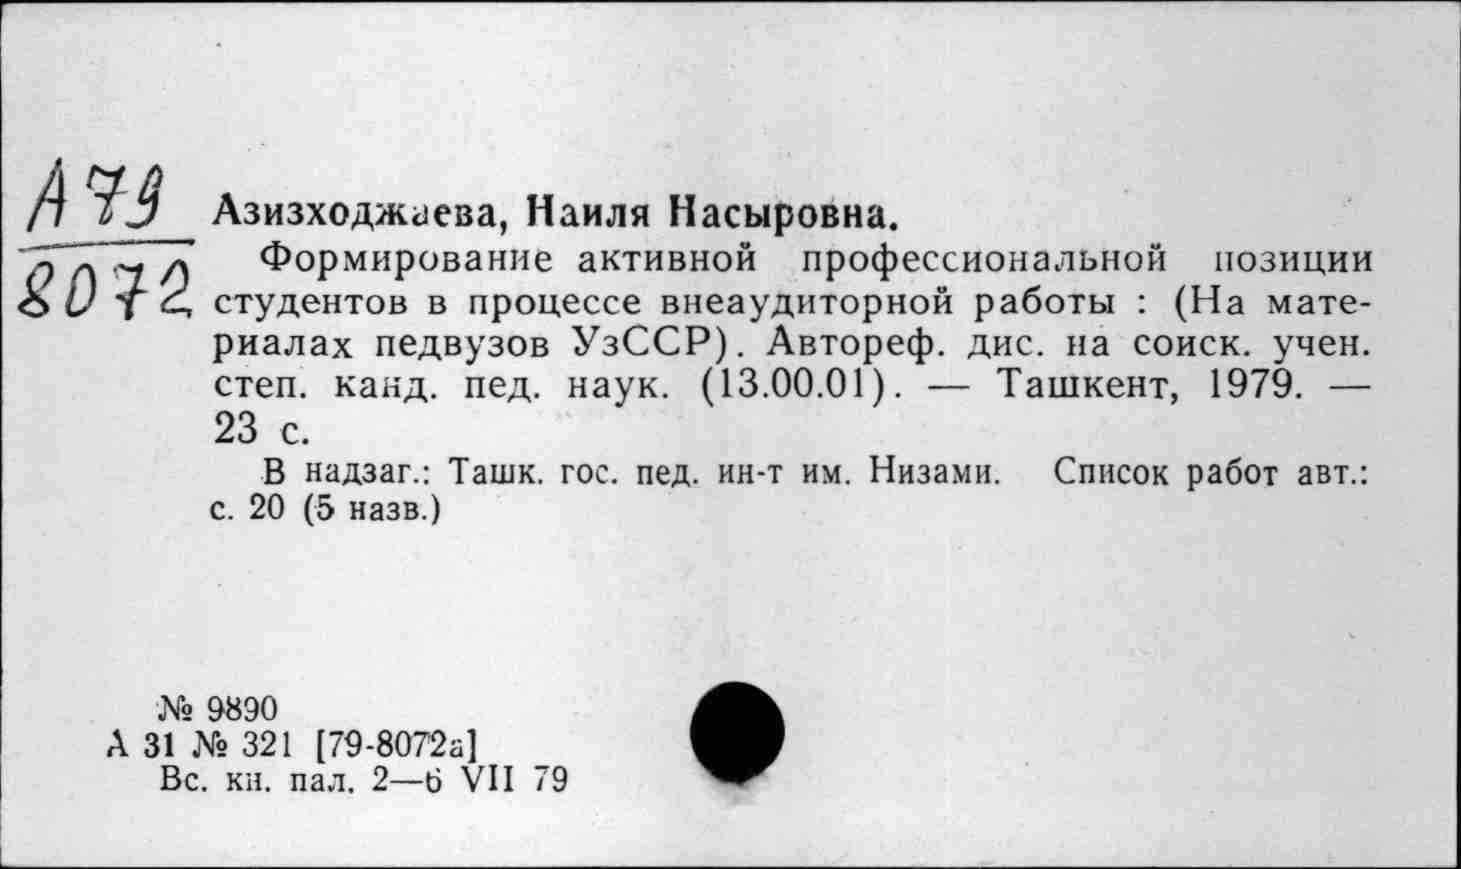 А79
8072
Азизходжаева, Наиля Насыровна.
Формирование активной профессиональной позиции
студентов в процессе внеаудиторной работы : (На мате-
риалах педвузов УзССР). Автореф. дис. на соиск. учен.
степ. канд. пед. наук. (13.00.01). — Ташкент, 1979. —
23 с.
В надзаг.: Ташк. гос. пед. ин-т им. Низами. Список работ авт.:
с. 20 (5 назв.)
№ 9890
А 31 № 321 [79-8072а]
Вс. кн. пал. 2—6 VII 79